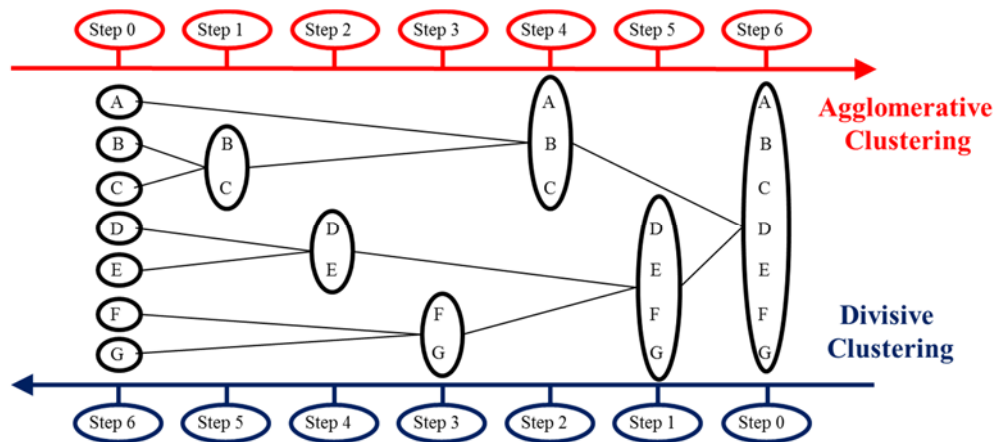 Step 0 Step 1 Step 2 Step 3 Step 4 Step 5 Step 6
Agglomerative
Clustering
A
B
C
D
E
F
G
B
C
D
E
F
G
A
B
C
D
E
F
G
A
B
C
D
E
F
G
Divisive
Clustering
Step 6 Step 5 Step 4 Step 3 Step 2 Step 1 Step 0